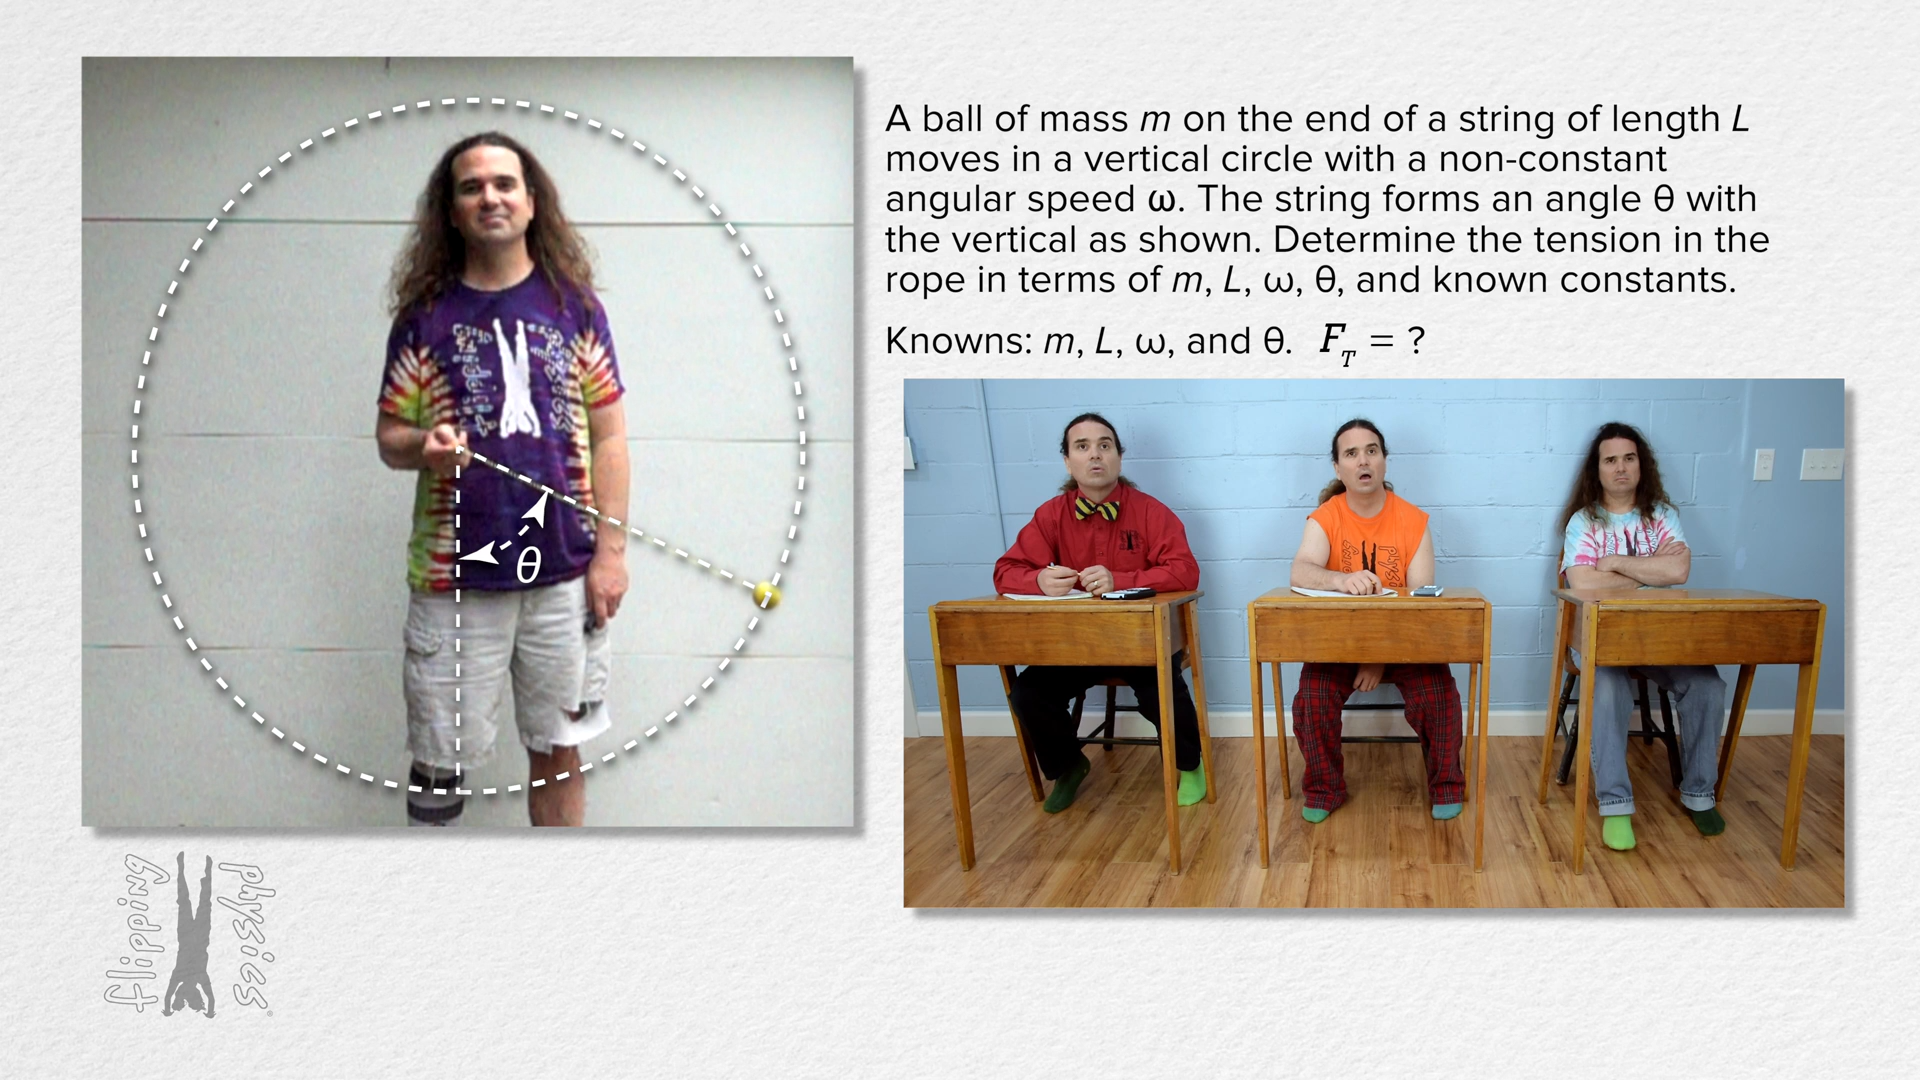 A ball of mass m on the end of a string of length L
moves in a vertical circle with a non-constant
angular speed ω. The string forms an angle θ with
the vertical as shown. Determine the tension in the
rope in terms of m, L, ω, θ, and known constants.
Knowns: m, L, ω, and θ. F_T = ?
θ
flipping
physics